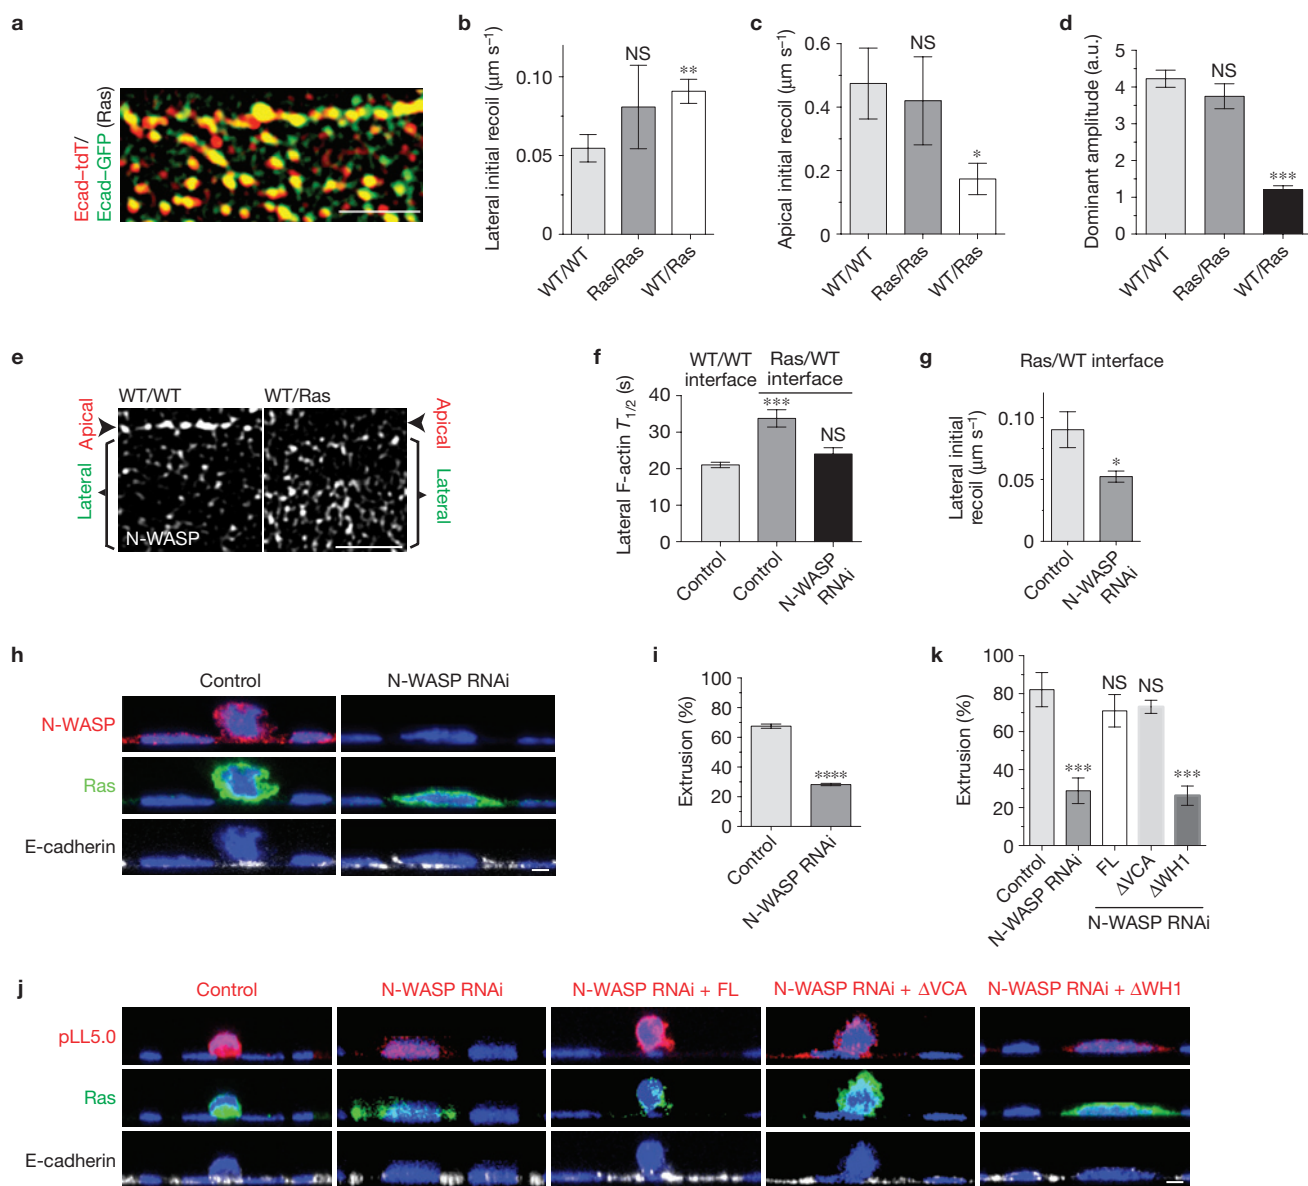 a
Ecad–tdT/
Ecad–GFP (Ras)
b
Lateral initial recoil (μm s⁻¹)
0.10
0.05
0
NS
**
WT/WT
Ras/Ras
WT/Ras
c
Apical initial recoil (μm s⁻¹)
0.6
0.4
0.2
0
NS
*
WT/WT
Ras/Ras
WT/Ras
d
Dominant amplitude (a.u.)
5
4
3
2
1
0
NS
***
WT/WT
Ras/Ras
WT/Ras
e
WT/WT
WT/Ras
Apical
Lateral
N-WASP
Apical
Lateral
f
WT/WT
interface
Ras/WT
interface
Lateral F-actin T1/2 (s)
40
30
20
10
0
***
NS
Control
Control
N-WASP
RNAi
g
Ras/WT interface
Lateral initial
recoil (μm s⁻¹)
0.10
0.05
0
*
Control
N-WASP
RNAi
h
Control
N-WASP RNAi
N-WASP
Ras
E-cadherin
i
Extrusion (%)
100
80
60
40
20
0
****
Control
N-WASP RNAi
k
Extrusion (%)
100
80
60
40
20
0
***
NS
NS
***
Control
N-WASP RNAi
FL
ΔVCA
ΔWH1
N-WASP RNAi
j
Control
N-WASP RNAi
N-WASP RNAi + FL
N-WASP RNAi + ΔVCA
N-WASP RNAi + ΔWH1
pLL5.0
Ras
E-cadherin